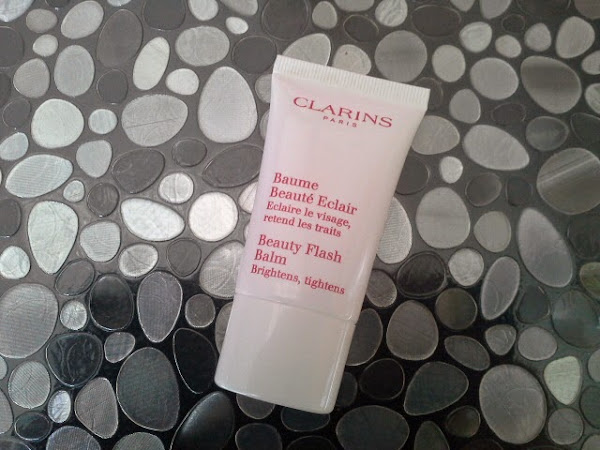 CLARINS
PARIS
Baume
Beauté Eclair
Eclaire le visage,
retend les traits
Beauty Flash
Balm
Brightens, tightens